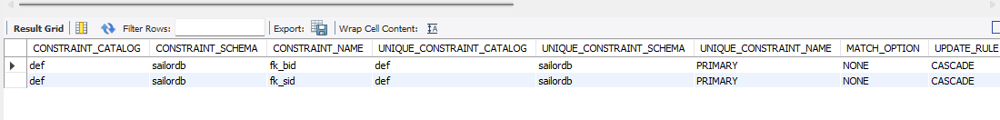 Result Grid Filter Rows: Export: Wrap Cell Content:
CONSTRAINT_CATALOG CONSTRAINT_SCHEMA CONSTRAINT_NAME UNIQUE_CONSTRAINT_CATALOG UNIQUE_CONSTRAINT_SCHEMA UNIQUE_CONSTRAINT_NAME MATCH_OPTION UPDATE_RULE
def sailordb fk_bid def sailordb PRIMARY NONE CASCADE
def sailordb fk_sid def sailordb PRIMARY NONE CASCADE